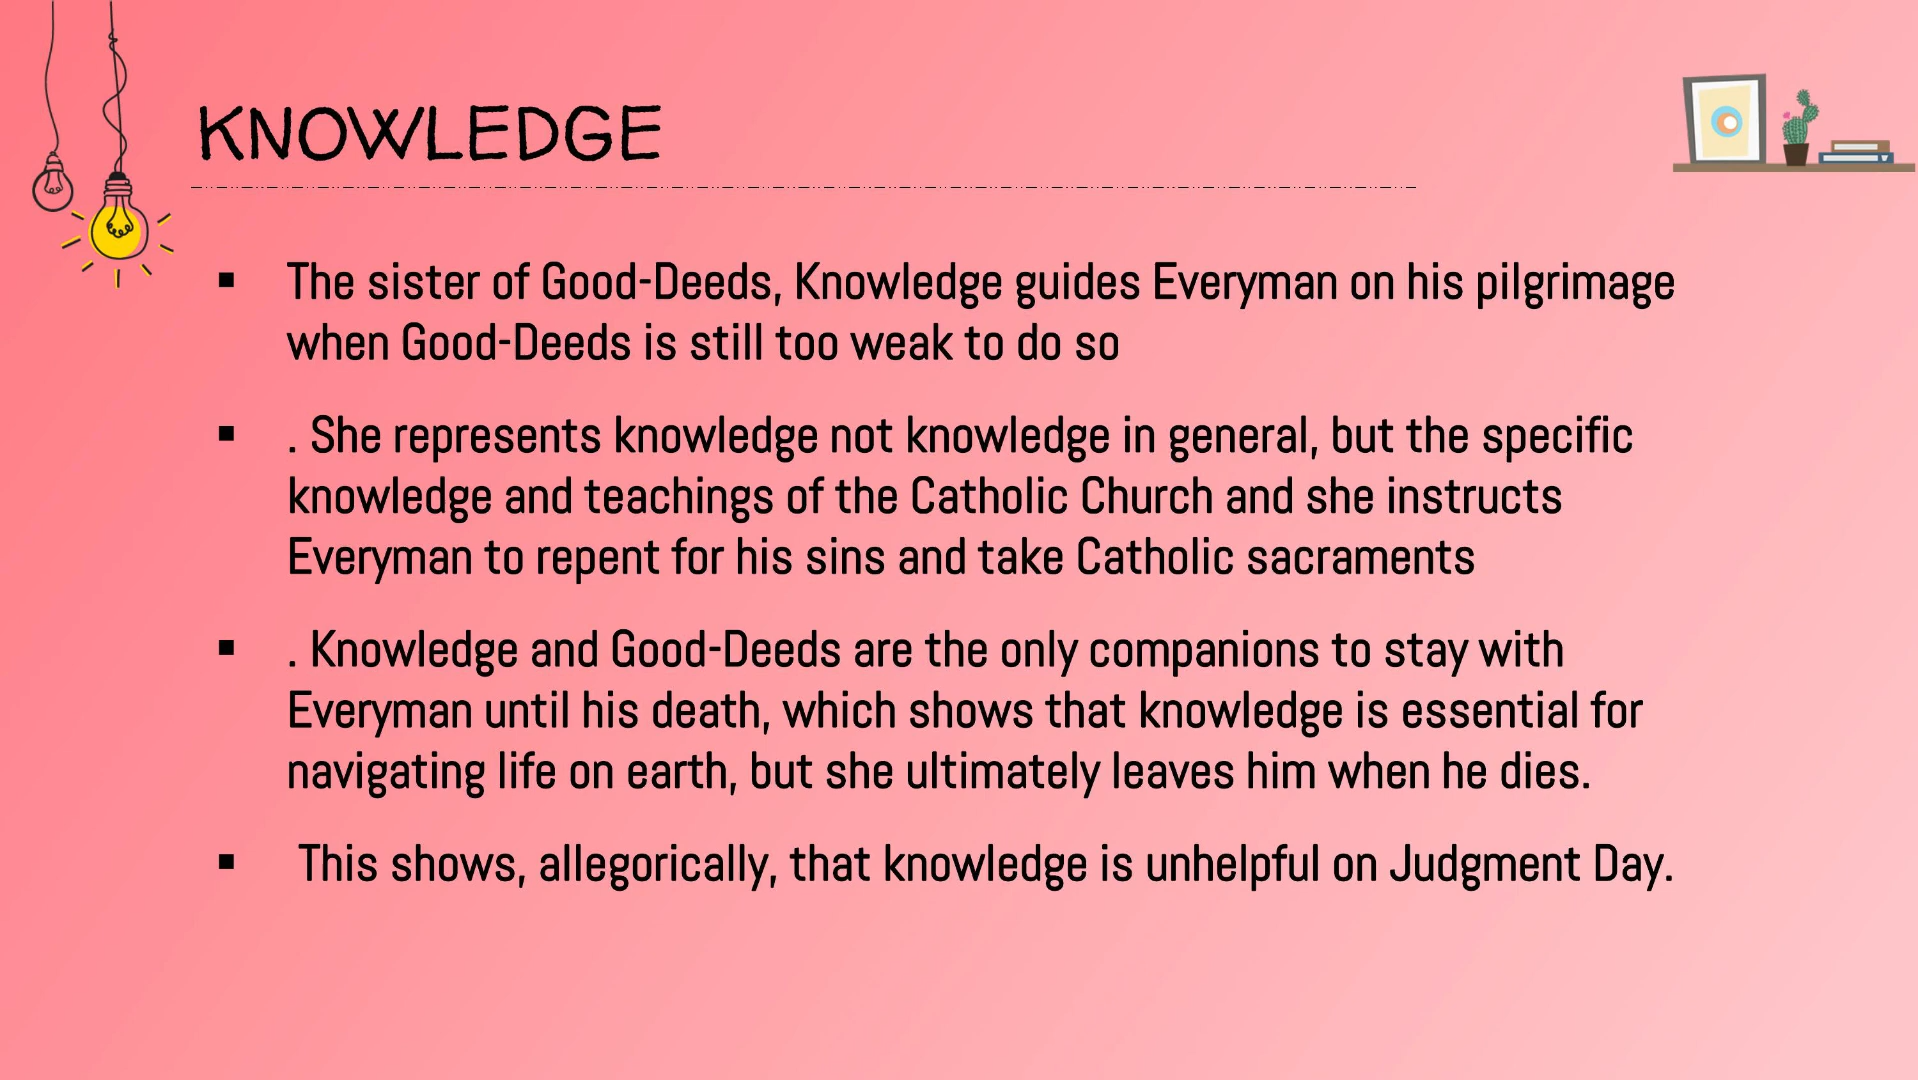 KNOWLEDGE
▪ The sister of Good-Deeds, Knowledge guides Everyman on his pilgrimage
when Good-Deeds is still too weak to do so
▪ . She represents knowledge not knowledge in general, but the specific
knowledge and teachings of the Catholic Church and she instructs
Everyman to repent for his sins and take Catholic sacraments
▪ . Knowledge and Good-Deeds are the only companions to stay with
Everyman until his death, which shows that knowledge is essential for
navigating life on earth, but she ultimately leaves him when he dies.
▪ This shows, allegorically, that knowledge is unhelpful on Judgment Day.